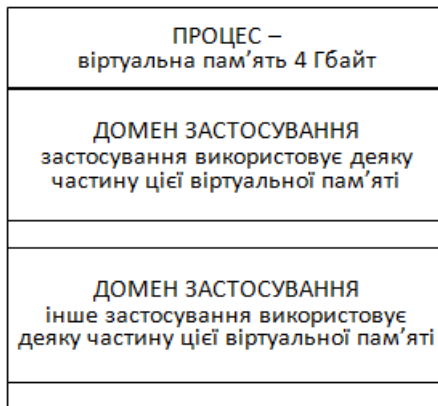 ПРОЦЕС –
віртуальна пам’ять 4 Гбайт
ДОМЕН ЗАСТОСУВАННЯ
застосування використовує деяку
частину цієї віртуальної пам’яті
ДОМЕН ЗАСТОСУВАННЯ
інше застосування використовує
деяку частину цієї віртуальної пам’яті